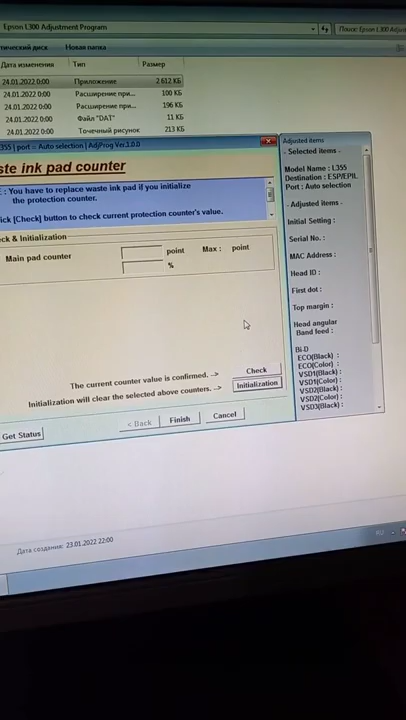 Epson L300 Adjustment Program
Поиск: Epson L300 Adjust
тический диск Новая папка
Дата изменения Тип Размер
24.01.2022 0:00 Приложение 2 612 КБ
24.01.2022 0:00 Расширение при... 100 КБ
24.01.2022 0:00 Расширение при... 196 КБ
24.01.2022 0:00 Файл "DAT" 11 КБ
24.01.2022 0:00 Точечный рисунок 213 КБ
355 | port = Auto selection | AdjProg Ver.1.0.0
ste ink pad counter
E : You have to replace waste ink pad if you initialize
the protection counter.
ick [Check] button to check current protection counter's value.
ck & Initialization
Main pad counter point Max : point
%
The current counter value is confirmed. --> Check
Initialization will clear the selected above counters. --> Initialization
< Back Finish Cancel
Get Status
Adjusted items
- Selected items -
Model Name : L355
Destination : ESP/EPIL
Port : Auto selection
- Adjusted items -
Initial Setting :
Serial No. :
MAC Address :
Head ID :
First dot :
Top margin :
Head angular
Band feed :
Bi-D
ECO(Black) :
ECO(Color) :
VSD1(Black) :
VSD1(Color) :
VSD2(Black) :
VSD2(Color) :
VSD3(Black) :
Дата создания: 23.01.2022 22:00
RU